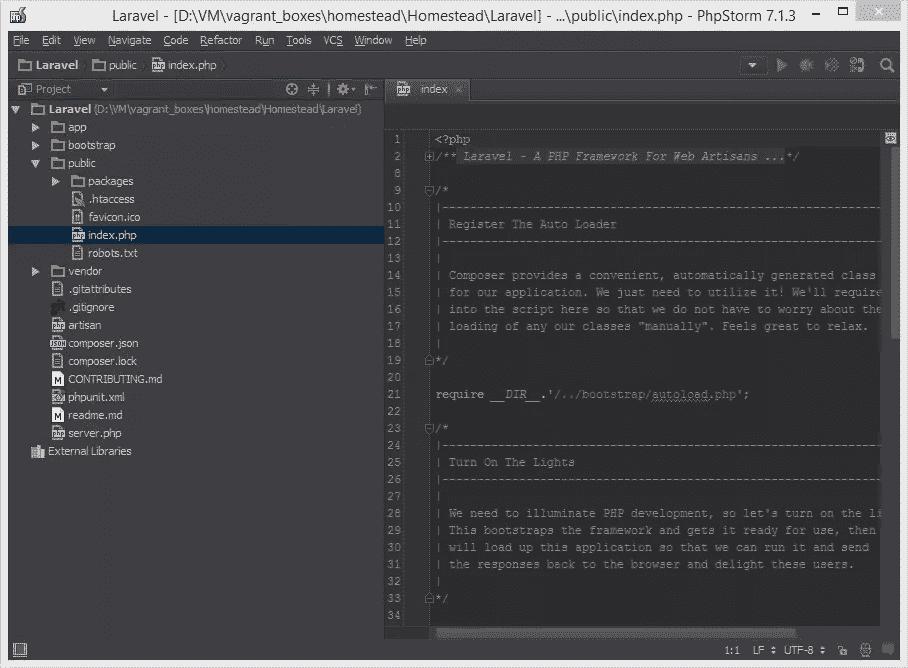 Laravel - [D:\VM\vagrant_boxes\homestead\Homestead\Laravel] - ...\public\index.php - PhpStorm 7.1.3
File Edit View Navigate Code Refactor Run Tools VCS Window Help
Laravel public index.php
Project
index
Laravel (D:\VM\vagrant_boxes\homestead\Homestead\Laravel)
app
bootstrap
public
packages
.htaccess
favicon.ico
index.php
robots.txt
vendor
.gitattributes
.gitignore
artisan
composer.json
composer.lock
CONTRIBUTING.md
phpunit.xml
readme.md
server.php
External Libraries
1 <?php
2 /** Laravel - A PHP Framework For Web Artisans ...*/
8
9 /*
10 |--------------------------------------------------------------------
11 | Register The Auto Loader
12 |--------------------------------------------------------------------
13 |
14 | Composer provides a convenient, automatically generated class
15 | for our application. We just need to utilize it! We'll require
16 | into the script here so that we do not have to worry about the
17 | loading of any our classes "manually". Feels great to relax.
18 |
19 */
20
21 require __DIR__.'/../bootstrap/autoload.php';
22
23 /*
24 |--------------------------------------------------------------------
25 | Turn On The Lights
26 |--------------------------------------------------------------------
27 |
28 | We need to illuminate PHP development, so let's turn on the li
29 | This bootstraps the framework and gets it ready for use, then
30 | will load up this application so that we can run it and send
31 | the responses back to the browser and delight these users.
32 |
33 */
34
1:1 LF UTF-8